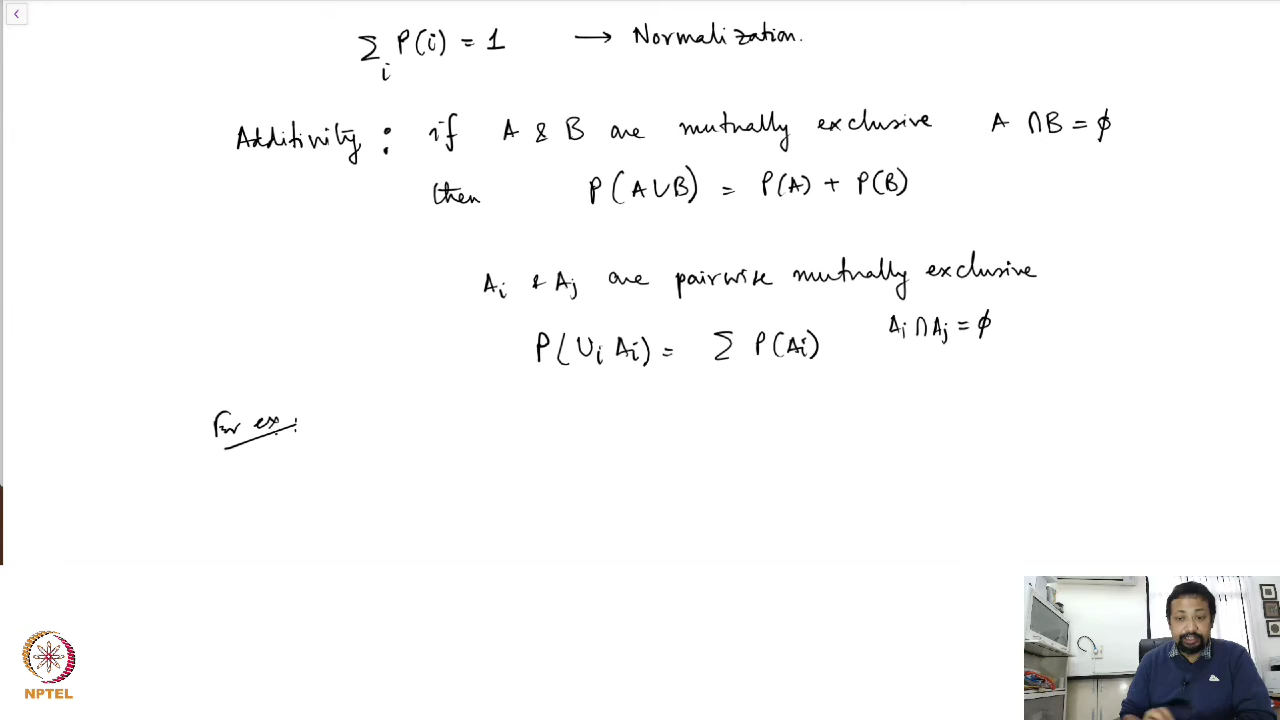 Σ_i P(i) = 1 → Normalization.
Additivity : if A & B are mutually exclusive A ∩ B = φ
then P(A∪B) = P(A) + P(B)
A_i & A_j are pairwise mutually exclusive
A_i ∩ A_j = φ
P(∪_i A_i) = Σ P(A_i)
For ex :
NPTEL